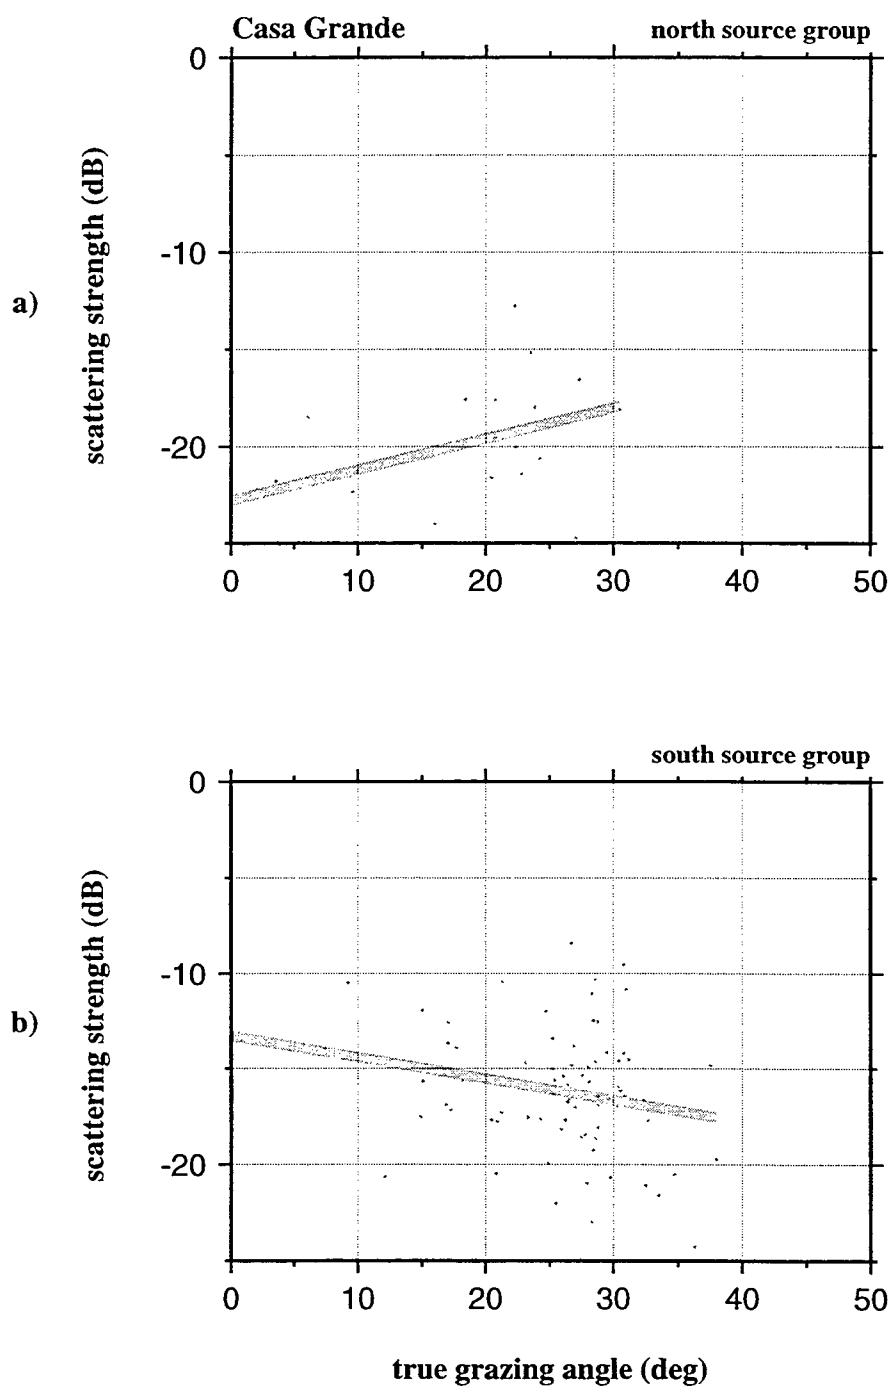 Casa Grande north source group
0
-10
-20
scattering strength (dB)
a)
0 10 20 30 40 50
south source group
0
-10
-20
scattering strength (dB)
b)
0 10 20 30 40 50
true grazing angle (deg)